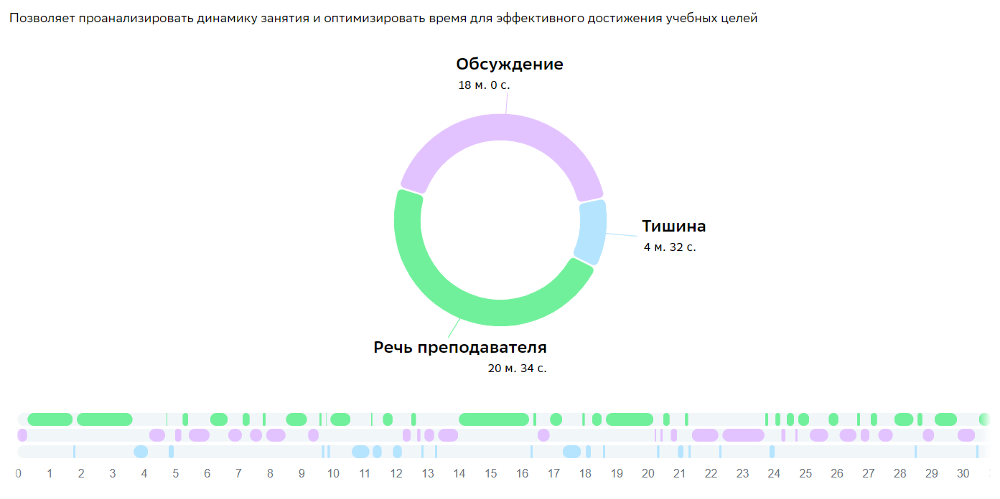 Позволяет проанализировать динамику занятия и оптимизировать время для эффективного достижения учебных целей
Обсуждение
18 м. 0 с.
Тишина
4 м. 32 с.
Речь преподавателя
20 м. 34 с.
0 1 2 3 4 5 6 7 8 9 10 11 12 13 14 15 16 17 18 19 20 21 22 23 24 25 26 27 28 29 30